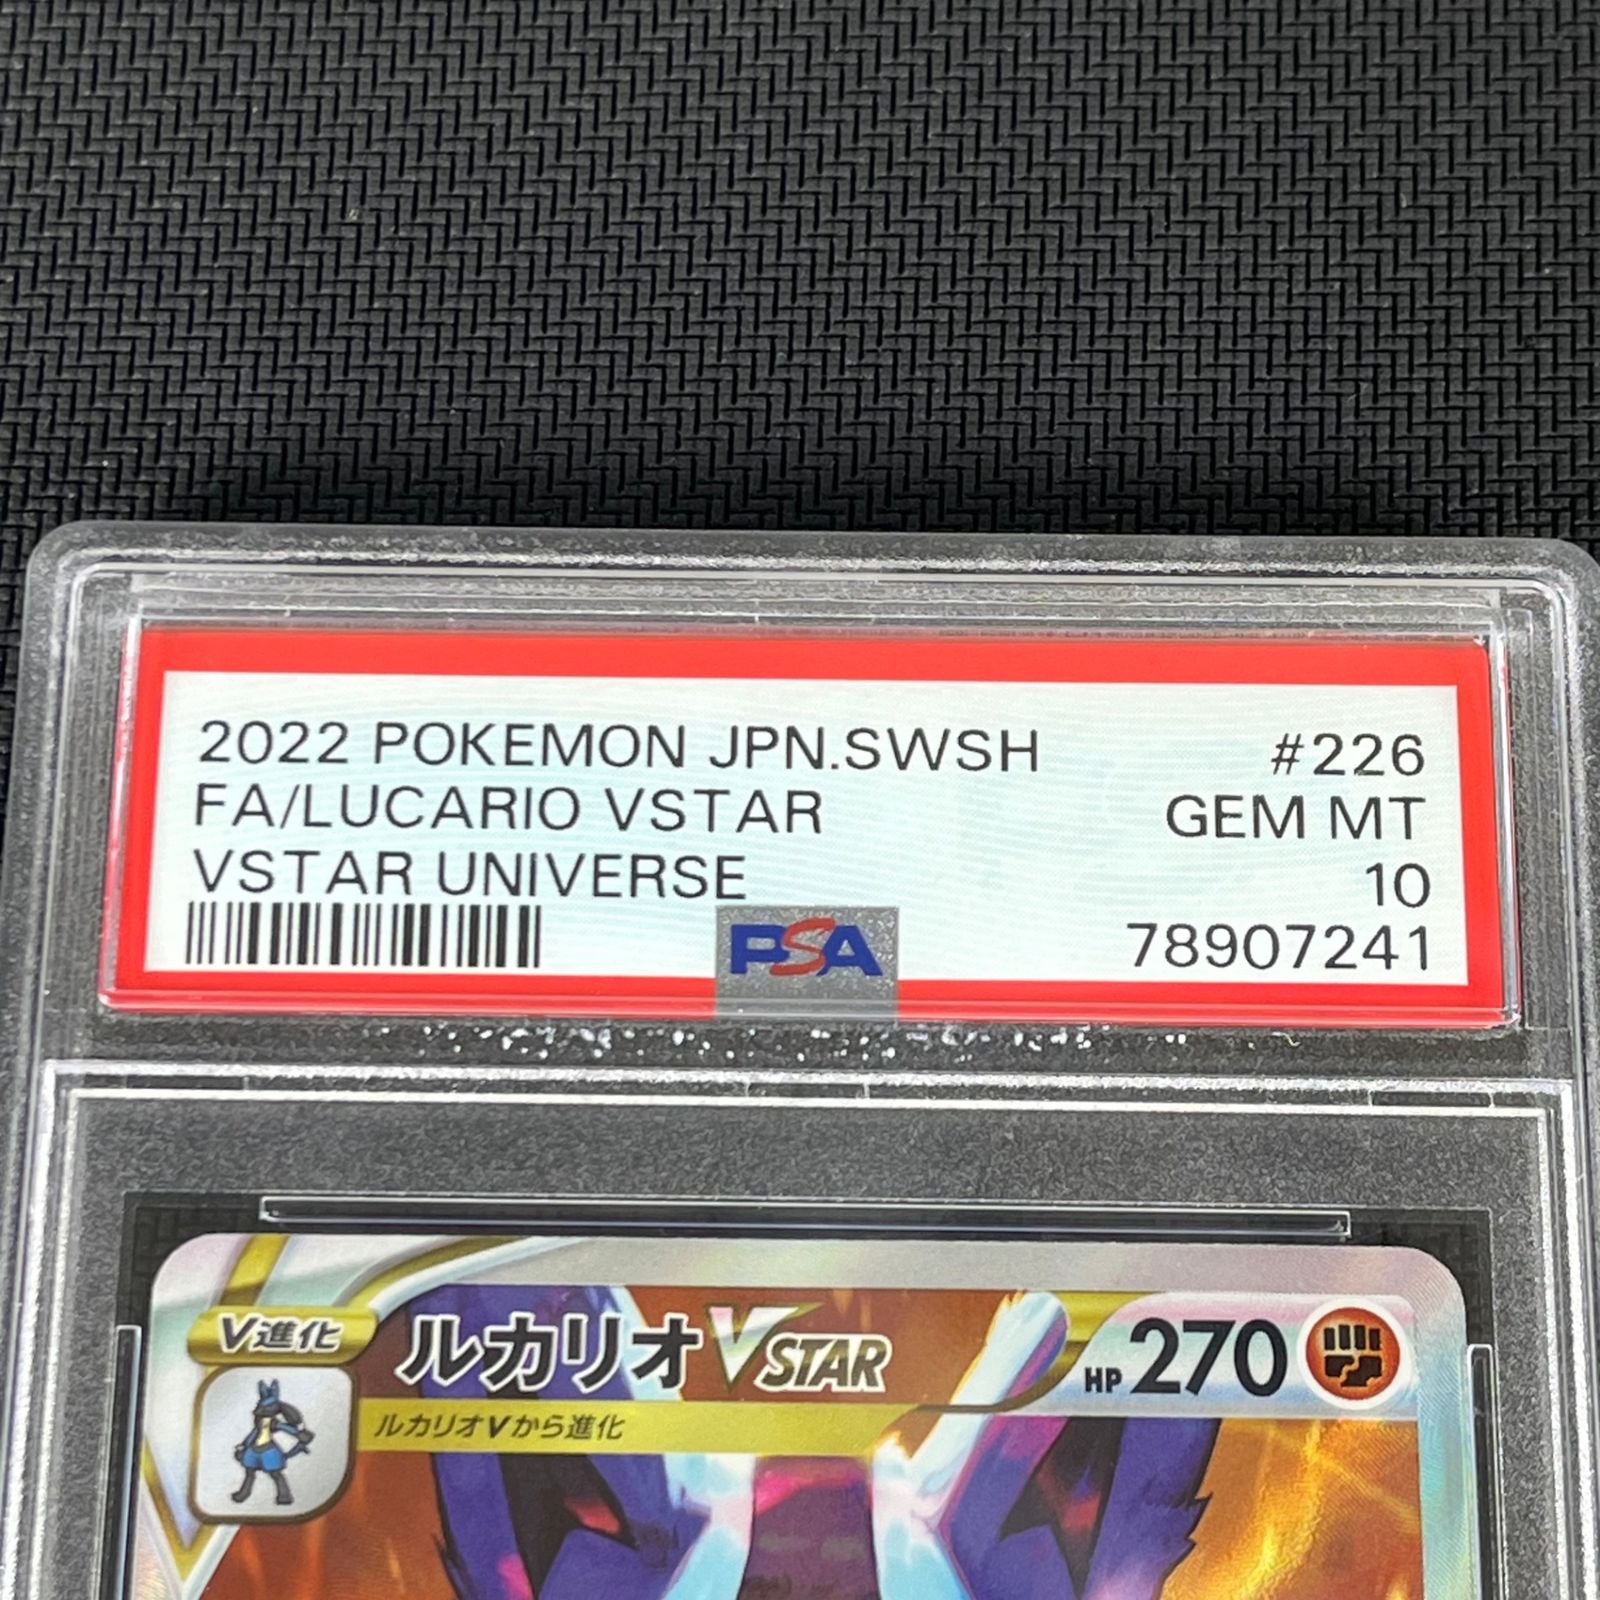 2022 POKEMON JPN.SWSH #226
FA/LUCARIO VSTAR GEM MT
VSTAR UNIVERSE 10
PSA 78907241
V進化 ルカリオVSTAR HP 270
ルカリオVから進化